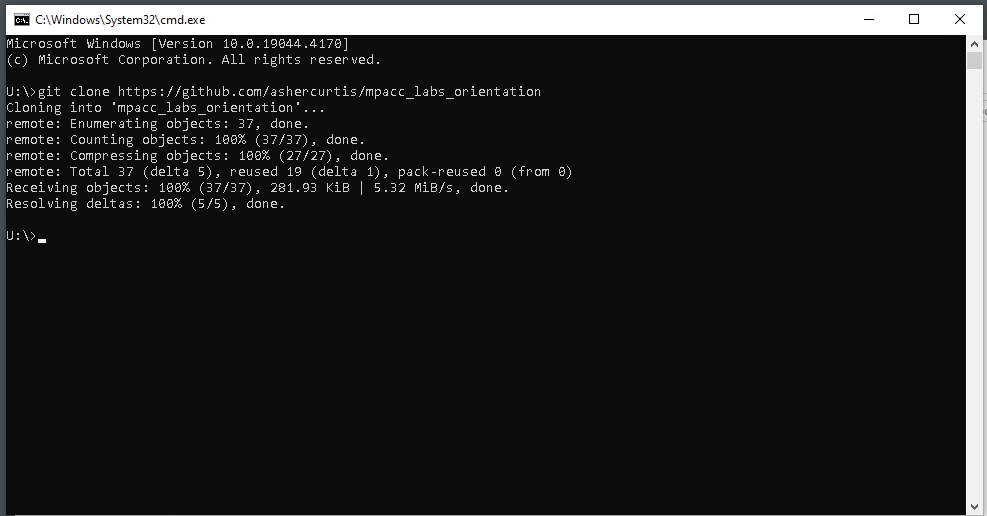 C:\Windows\System32\cmd.exe
Microsoft Windows [Version 10.0.19044.4170]
(c) Microsoft Corporation. All rights reserved.
U:\>git clone https://github.com/ashercurtis/mpacc_labs_orientation
Cloning into 'mpacc_labs_orientation'...
remote: Enumerating objects: 37, done.
remote: Counting objects: 100% (37/37), done.
remote: Compressing objects: 100% (27/27), done.
remote: Total 37 (delta 5), reused 19 (delta 1), pack-reused 0 (from 0)
Receiving objects: 100% (37/37), 281.93 KiB | 5.32 MiB/s, done.
Resolving deltas: 100% (5/5), done.
U:\>